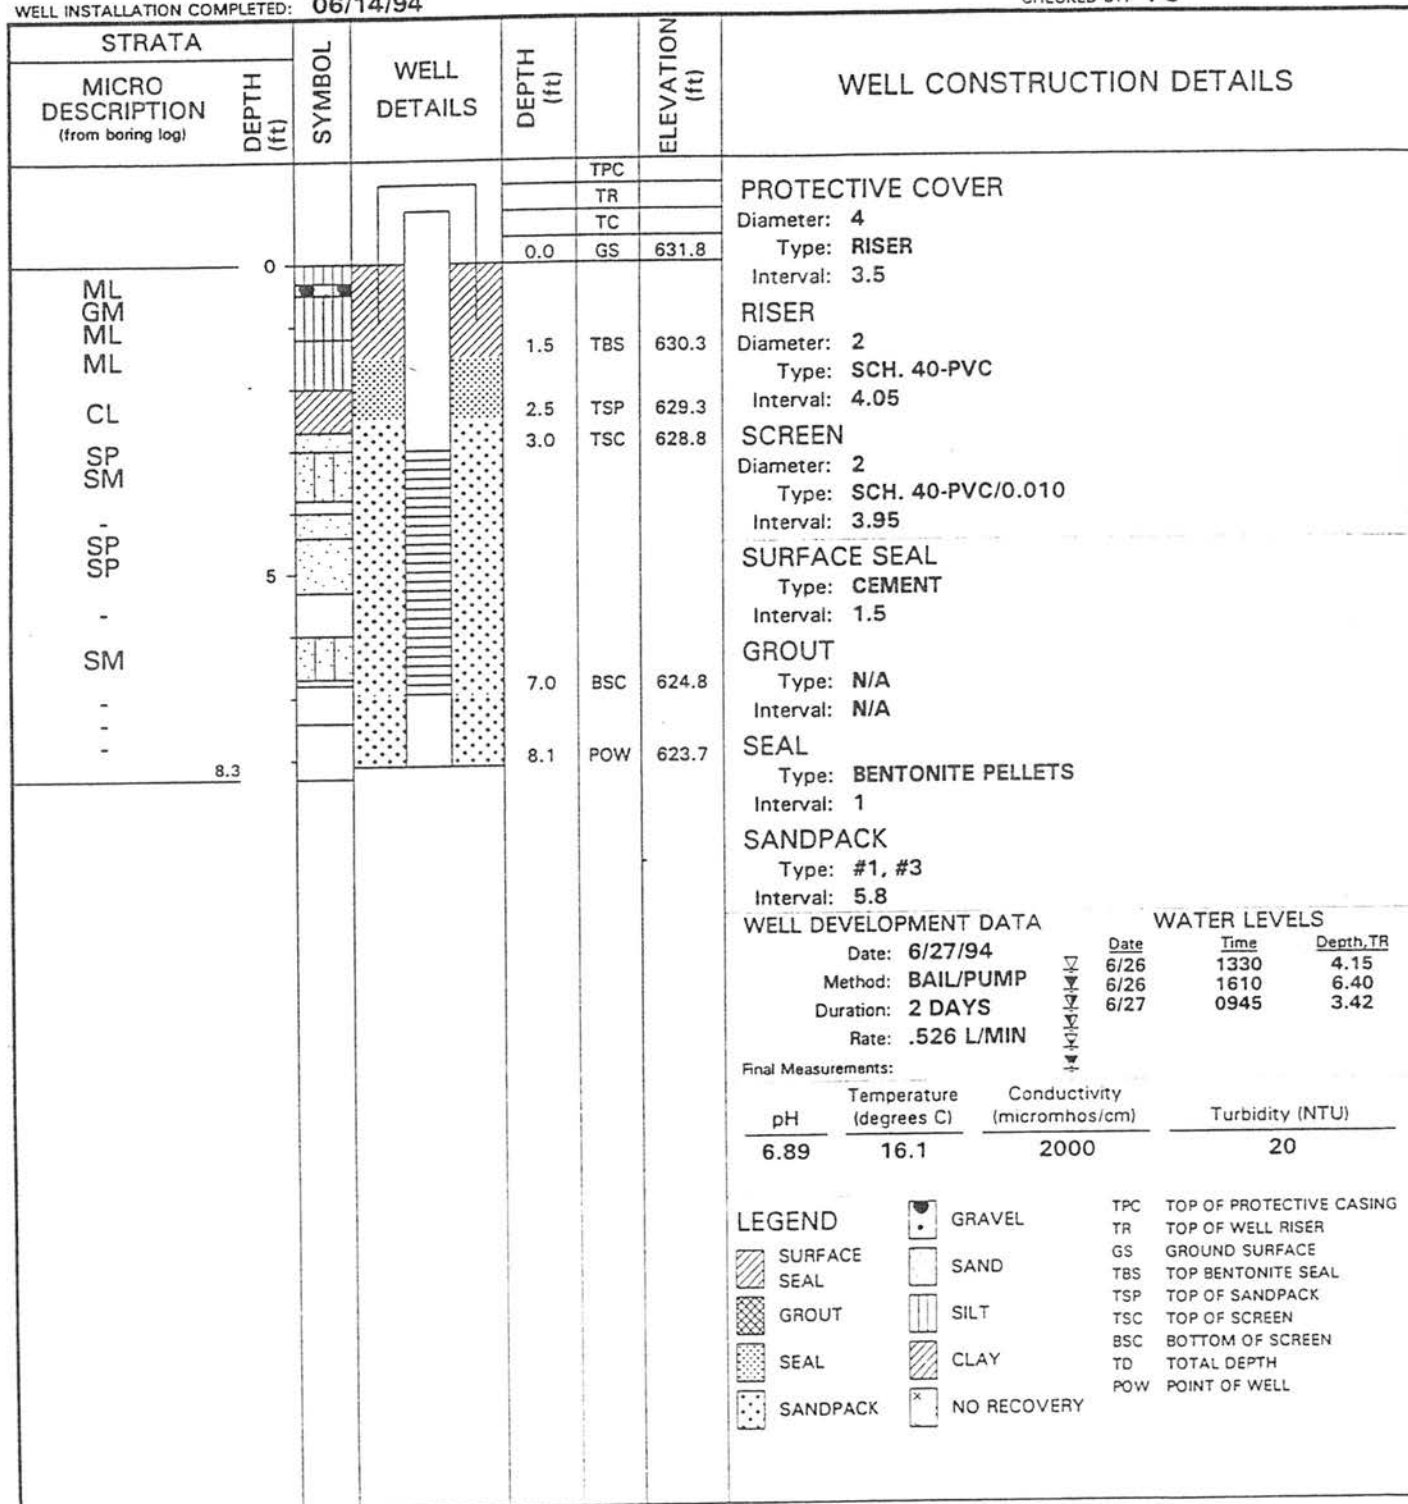 WELL INSTALLATION COMPLETED: 06/14/94
STRATA
MICRO DESCRIPTION (from boring log)
DEPTH (ft)
SYMBOL
WELL DETAILS
DEPTH (ft)
ELEVATION (ft)
WELL CONSTRUCTION DETAILS
TPC
TR
TC
0.0 GS 631.8
1.5 TBS 630.3
2.5 TSP 629.3
3.0 TSC 628.8
7.0 BSC 624.8
8.1 POW 623.7
0
ML
GM
ML
ML
CL
SP
SM
-
SP
SP
5
-
SM
-
-
-
8.3
PROTECTIVE COVER
Diameter: 4
Type: RISER
Interval: 3.5
RISER
Diameter: 2
Type: SCH. 40-PVC
Interval: 4.05
SCREEN
Diameter: 2
Type: SCH. 40-PVC/0.010
Interval: 3.95
SURFACE SEAL
Type: CEMENT
Interval: 1.5
GROUT
Type: N/A
Interval: N/A
SEAL
Type: BENTONITE PELLETS
Interval: 1
SANDPACK
Type: #1, #3
Interval: 5.8
WELL DEVELOPMENT DATA
Date: 6/27/94
Method: BAIL/PUMP
Duration: 2 DAYS
Rate: .526 L/MIN
WATER LEVELS
Date Time Depth,TR
6/26 1330 4.15
6/26 1610 6.40
6/27 0945 3.42
Final Measurements:
pH Temperature (degrees C) Conductivity (micromhos/cm) Turbidity (NTU)
6.89 16.1 2000 20
LEGEND
SURFACE SEAL
GROUT
SEAL
SANDPACK
GRAVEL
SAND
SILT
CLAY
NO RECOVERY
TPC TOP OF PROTECTIVE CASING
TR TOP OF WELL RISER
GS GROUND SURFACE
TBS TOP BENTONITE SEAL
TSP TOP OF SANDPACK
TSC TOP OF SCREEN
BSC BOTTOM OF SCREEN
TD TOTAL DEPTH
POW POINT OF WELL